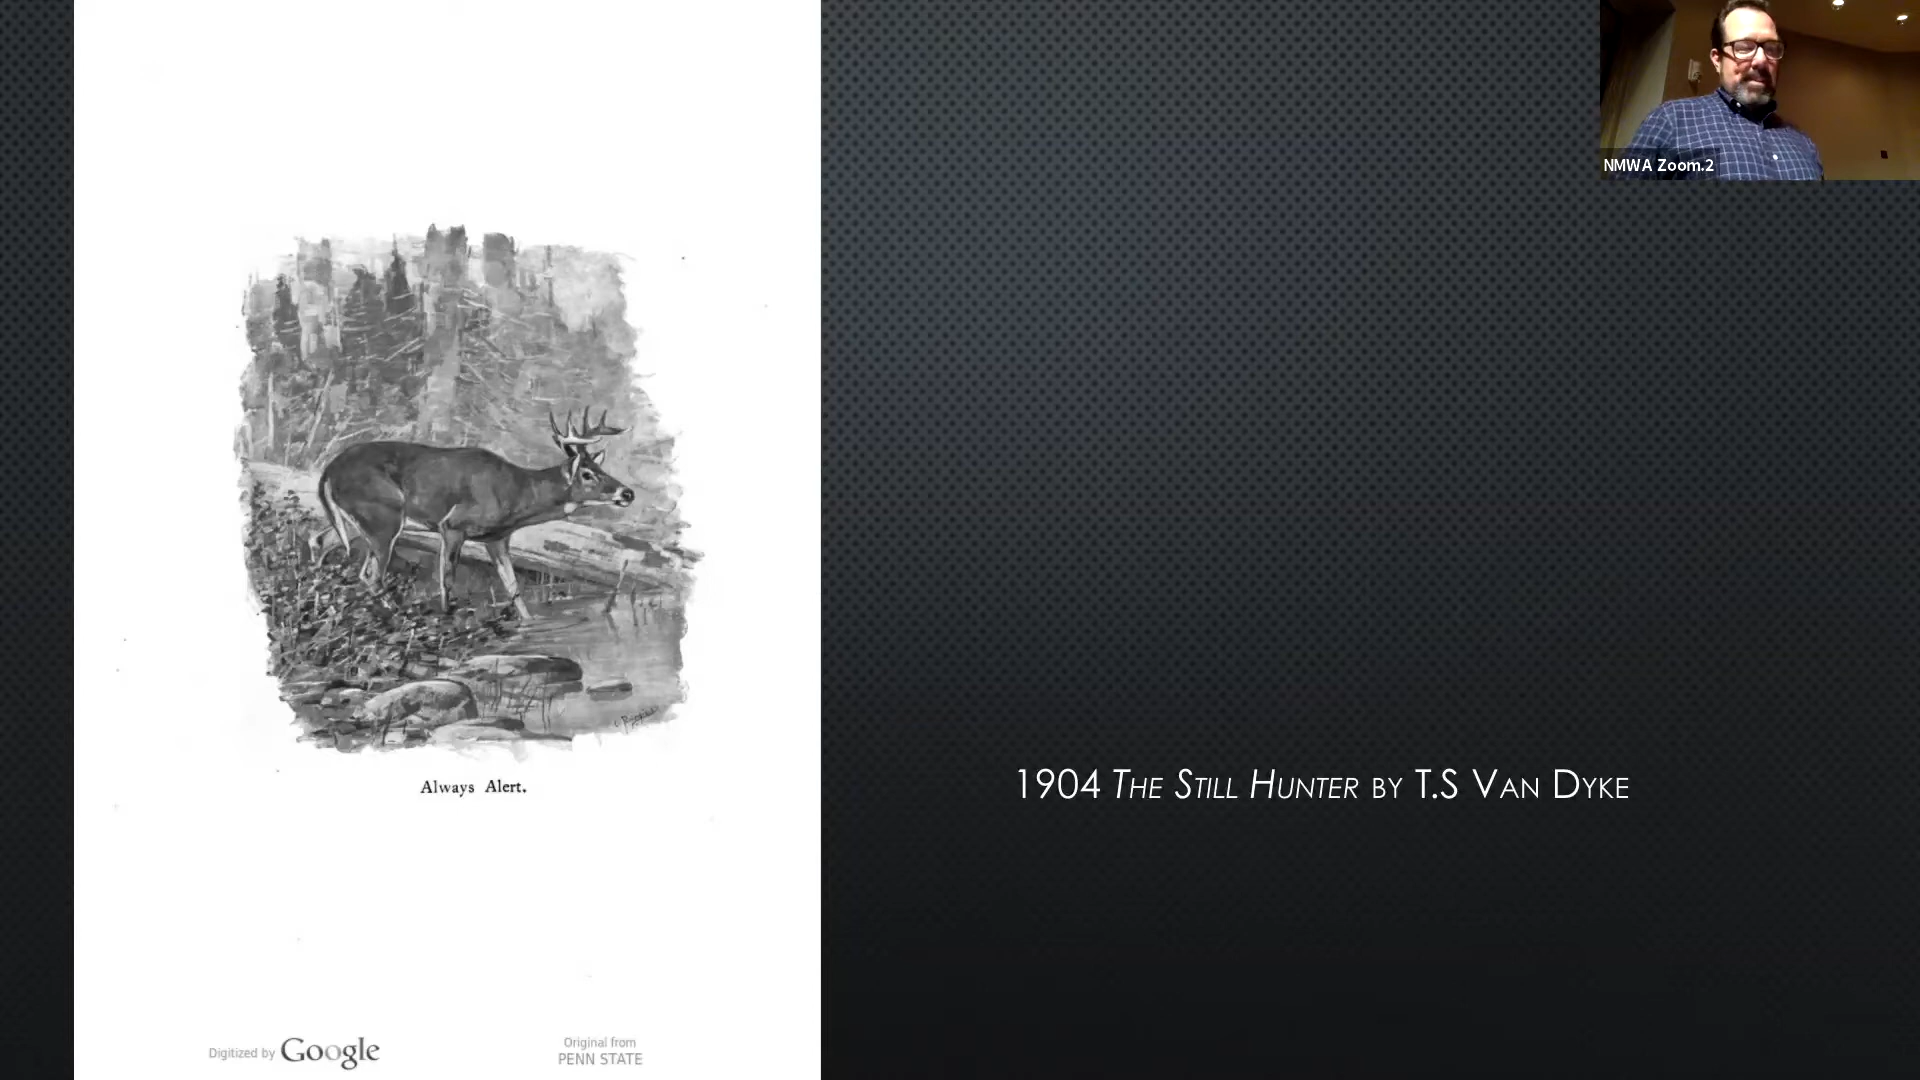 NMWA Zoom.2
Always Alert.
1904 The Still Hunter by T.S Van Dyke
Digitized by Google
Original from
PENN STATE